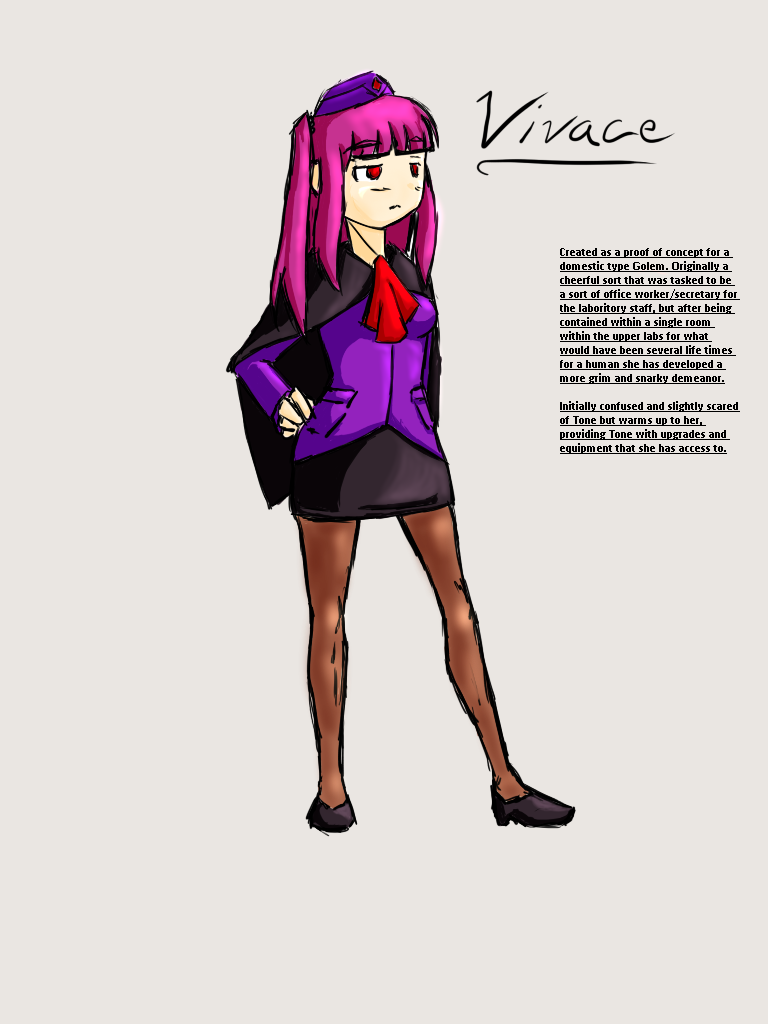 Vivace
Created as a proof of concept for a
domestic type Golem. Originally a
cheerful sort that was tasked to be
a sort of office worker/secretary for
the laboritory staff, but after being
contained within a single room
within the upper labs for what
would have been several life times
for a human she has developed a
more grim and snarky demeanor.
Initially confused and slightly scared
of Tone but warms up to her,
providing Tone with upgrades and
equipment that she has access to.